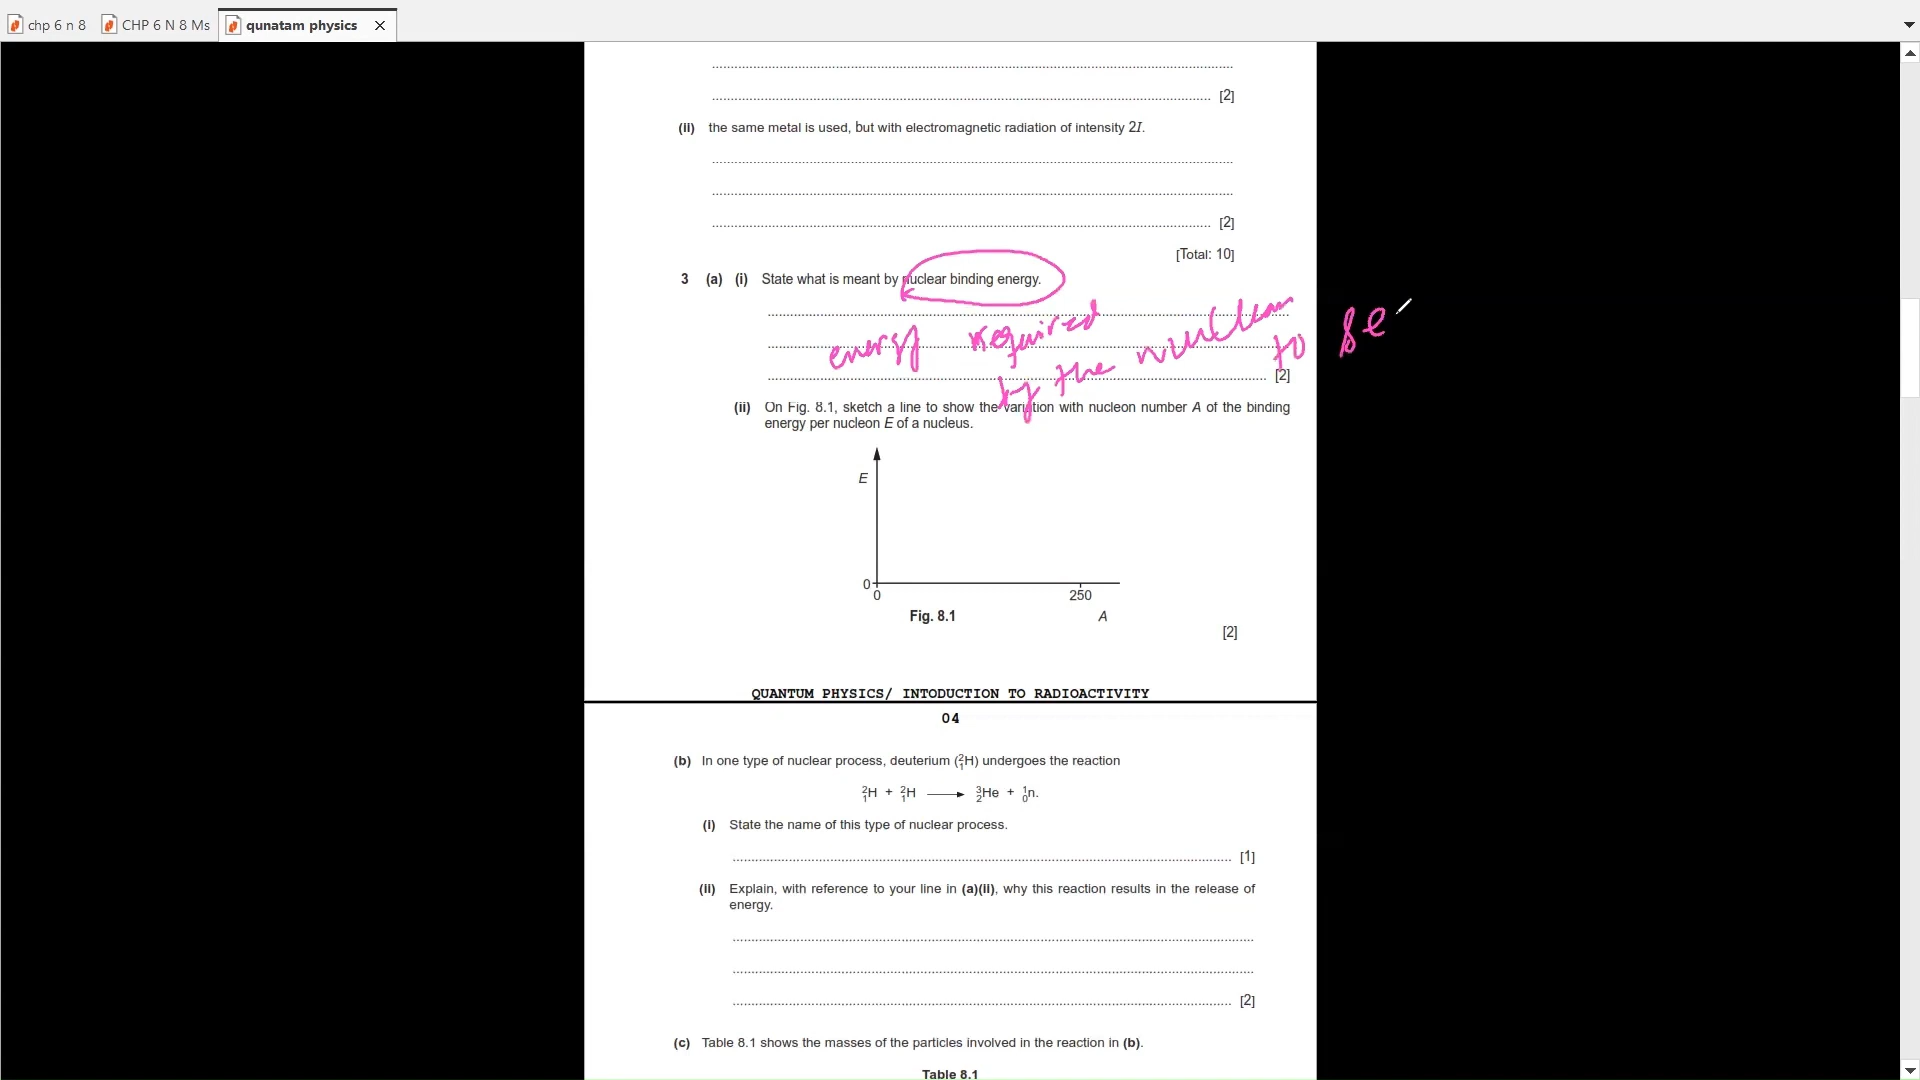 chp 6 n 8
CHP 6 N 8 Ms
qunatam physics
[2]
(ii) the same metal is used, but with electromagnetic radiation of intensity 2I.
[2]
[Total: 10]
3 (a) (i) State what is meant by nuclear binding energy.
energy required by the nucleus to
[2]
(ii) On Fig. 8.1, sketch a line to show the variation with nucleon number A of the binding
energy per nucleon E of a nucleus.
E
0
0 250
Fig. 8.1 A
[2]
QUANTUM PHYSICS/ INTODUCTION TO RADIOACTIVITY
04
(b) In one type of nuclear process, deuterium (²₁H) undergoes the reaction
²₁H + ²₁H ⟶ ³₂He + ¹₀n.
(i) State the name of this type of nuclear process.
[1]
(ii) Explain, with reference to your line in (a)(ii), why this reaction results in the release of
energy.
[2]
(c) Table 8.1 shows the masses of the particles involved in the reaction in (b).
Table 8.1